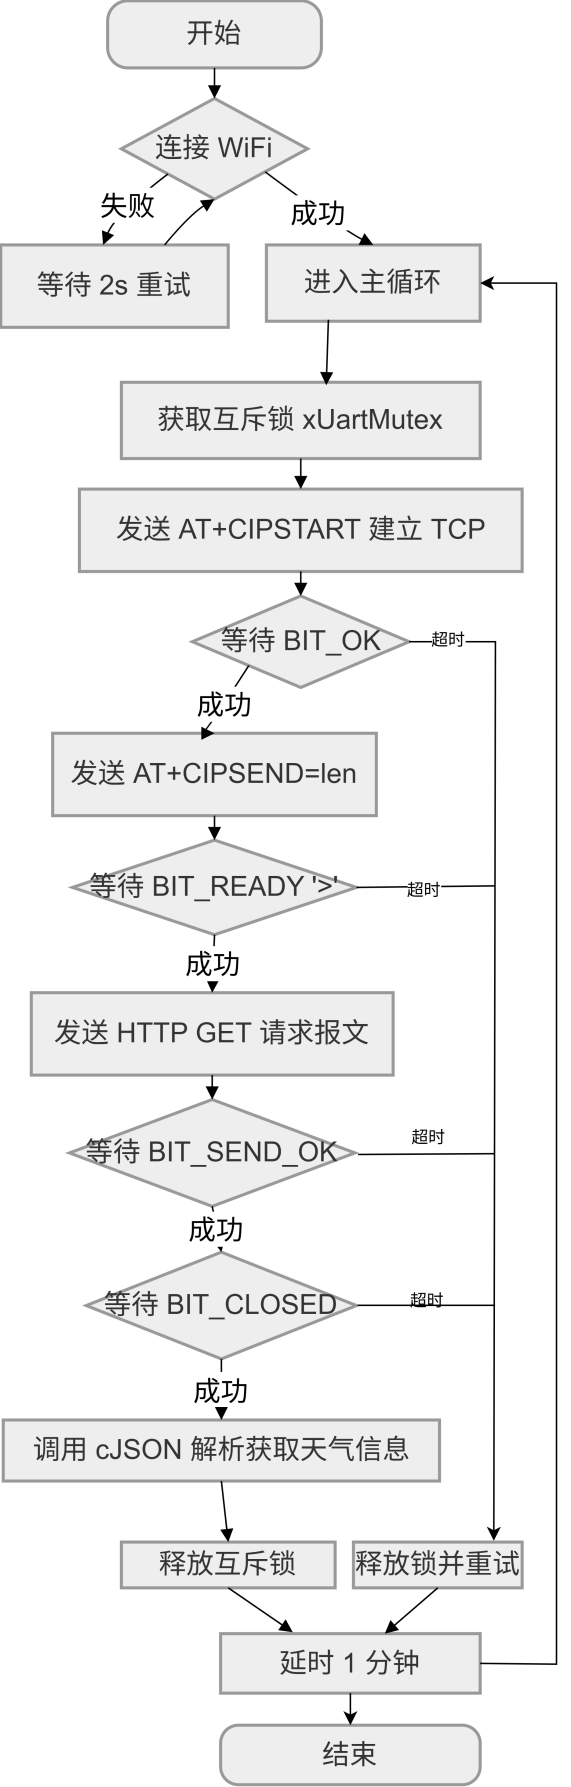 开始
连接 WiFi
失败
成功
等待 2s 重试
进入主循环
获取互斥锁 xUartMutex
发送 AT+CIPSTART 建立 TCP
等待 BIT_OK
超时
成功
发送 AT+CIPSEND=len
等待 BIT_READY '>'
超时
成功
发送 HTTP GET 请求报文
超时
等待 BIT_SEND_OK
成功
等待 BIT_CLOSED
超时
成功
调用 cJSON 解析获取天气信息
释放互斥锁
释放锁并重试
延时 1 分钟
结束